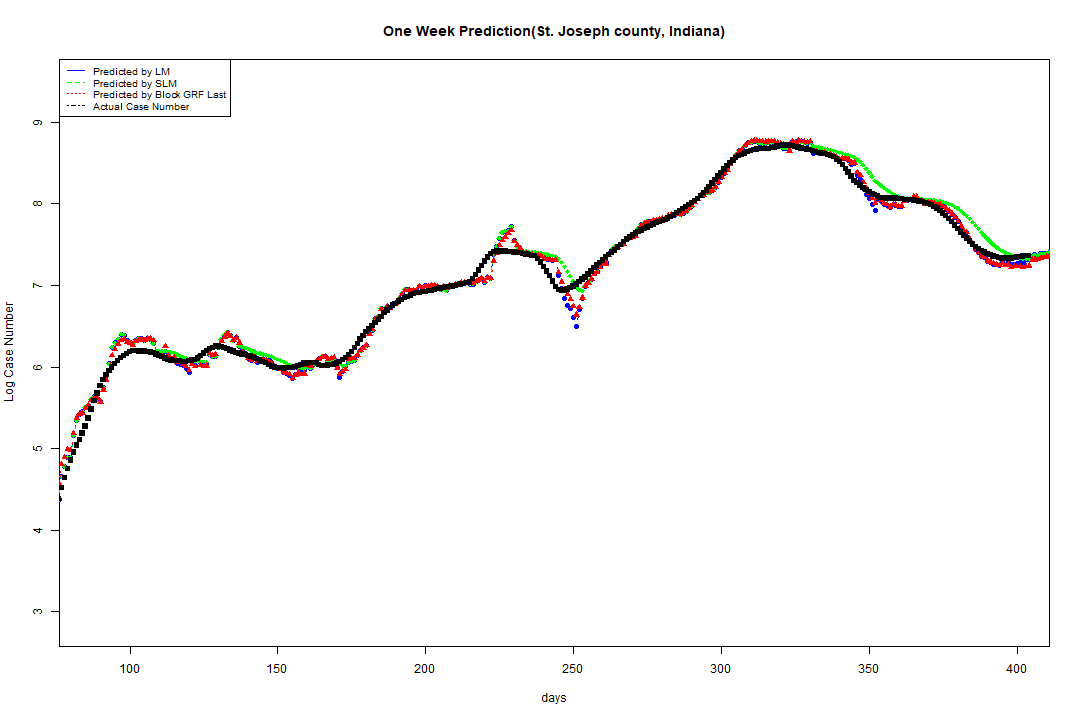 One Week Prediction(St. Joseph county, Indiana)
Predicted by LM
Predicted by SLM
Predicted by Block GRF Last
Actual Case Number
9
8
7
6
5
4
3
Log Case Number
100 150 200 250 300 350 400
days